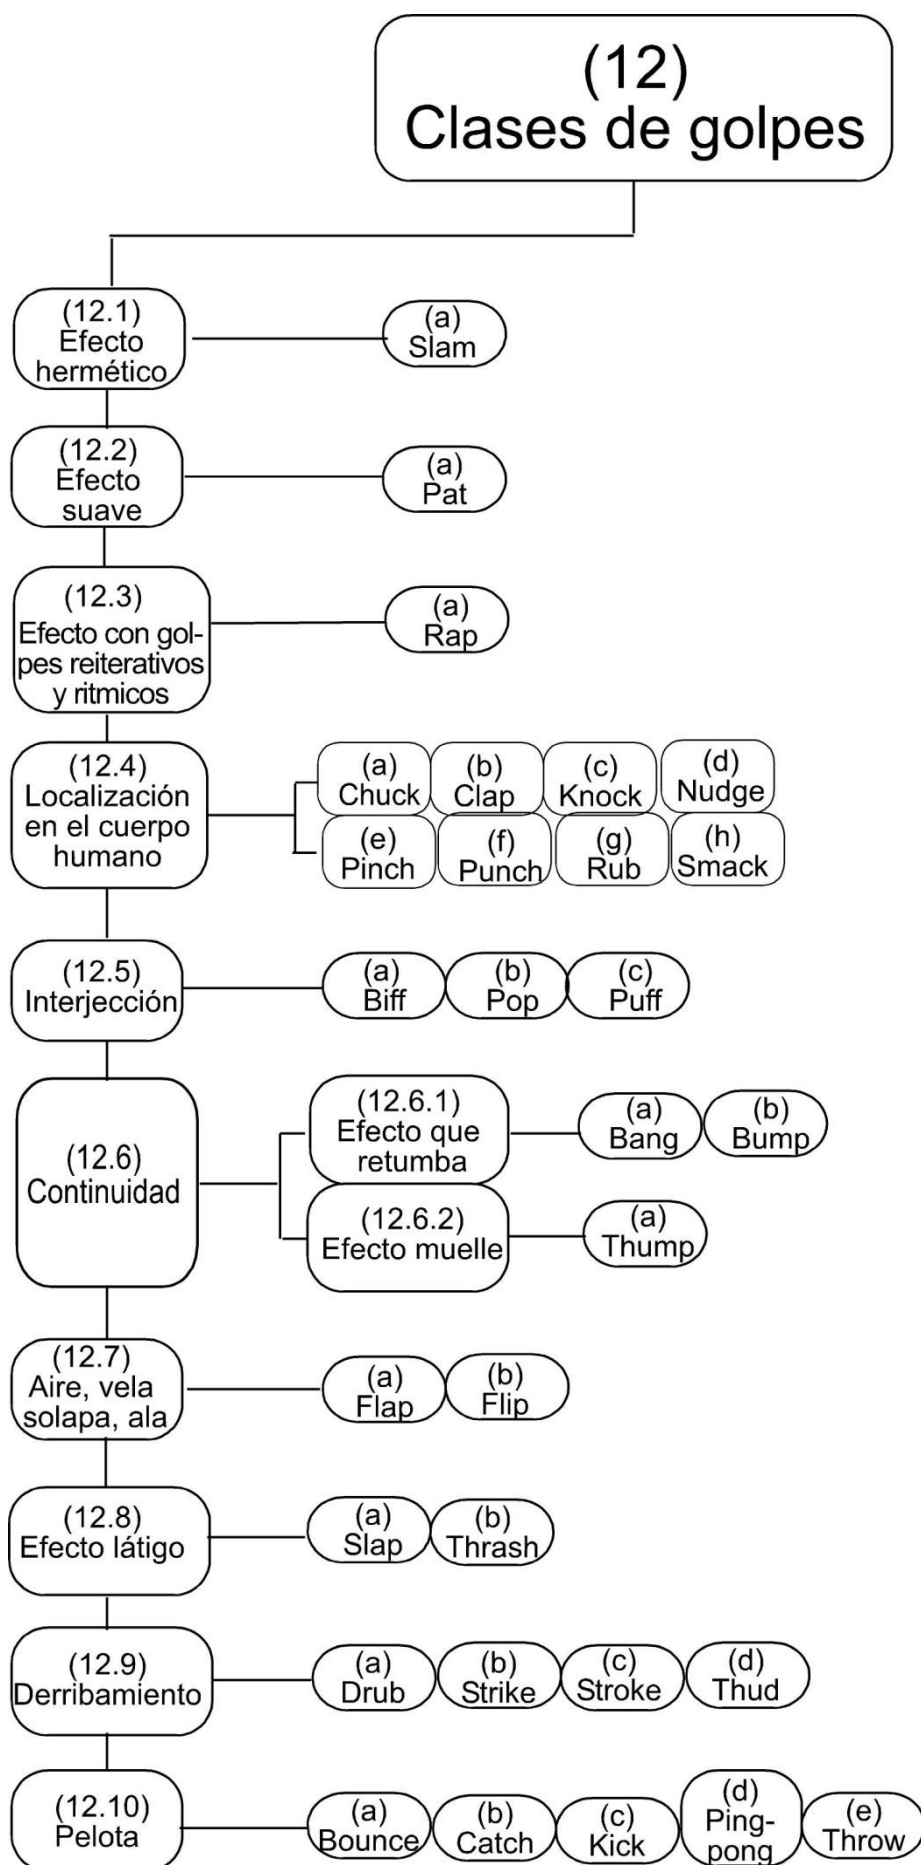 (12)
Clases de golpes
(12.1)
Efecto
hermético
(a)
Slam
(12.2)
Efecto
suave
(a)
Pat
(12.3)
Efecto con gol-
pes reiterativos
y ritmicos
(a)
Rap
(12.4)
Localización
en el cuerpo
humano
(a)
Chuck
(b)
Clap
(c)
Knock
(d)
Nudge
(e)
Pinch
(f)
Punch
(g)
Rub
(h)
Smack
(12.5)
Interjección
(a)
Biff
(b)
Pop
(c)
Puff
(12.6)
Continuidad
(12.6.1)
Efecto que
retumba
(a)
Bang
(b)
Bump
(12.6.2)
Efecto muelle
(a)
Thump
(12.7)
Aire, vela
solapa, ala
(a)
Flap
(b)
Flip
(12.8)
Efecto látigo
(a)
Slap
(b)
Thrash
(12.9)
Derribamiento
(a)
Drub
(b)
Strike
(c)
Stroke
(d)
Thud
(12.10)
Pelota
(a)
Bounce
(b)
Catch
(c)
Kick
(d)
Ping-
pong
(e)
Throw